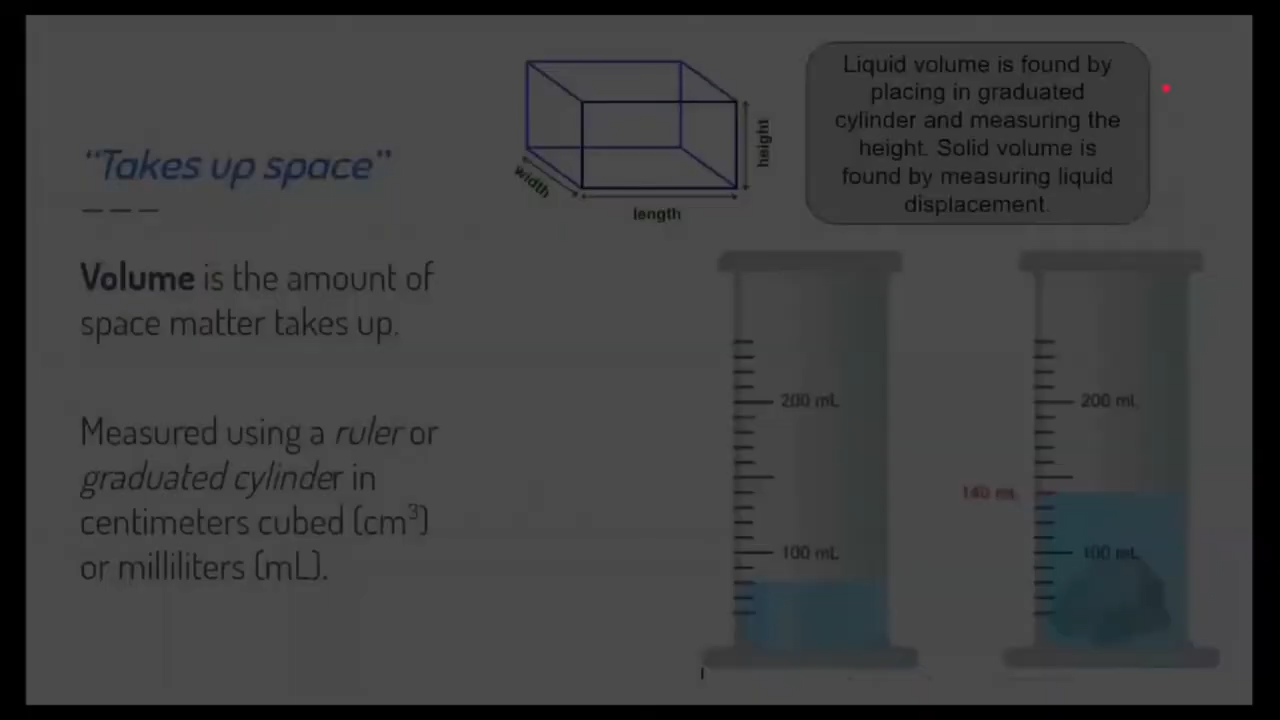 “Takes up space”
Volume is the amount of
space matter takes up.
Measured using a ruler or
graduated cylinder in
centimeters cubed (cm³)
or milliliters (mL).
width
length
height
Liquid volume is found by
placing in graduated
cylinder and measuring the
height. Solid volume is
found by measuring liquid
displacement.
200 mL
100 mL
200 mL
140 mL
100 mL